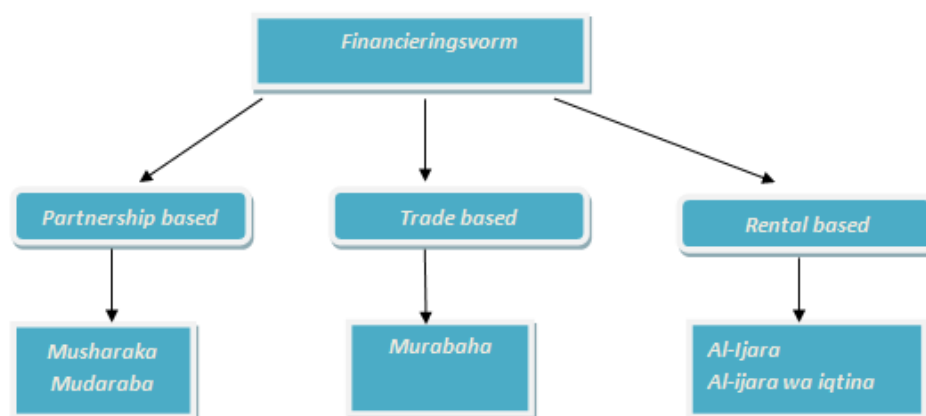 Financieringsvorm
Partnership based
Trade based
Rental based
Musharaka
Mudaraba
Murabaha
Al-Ijara
Al-ijara wa iqtina